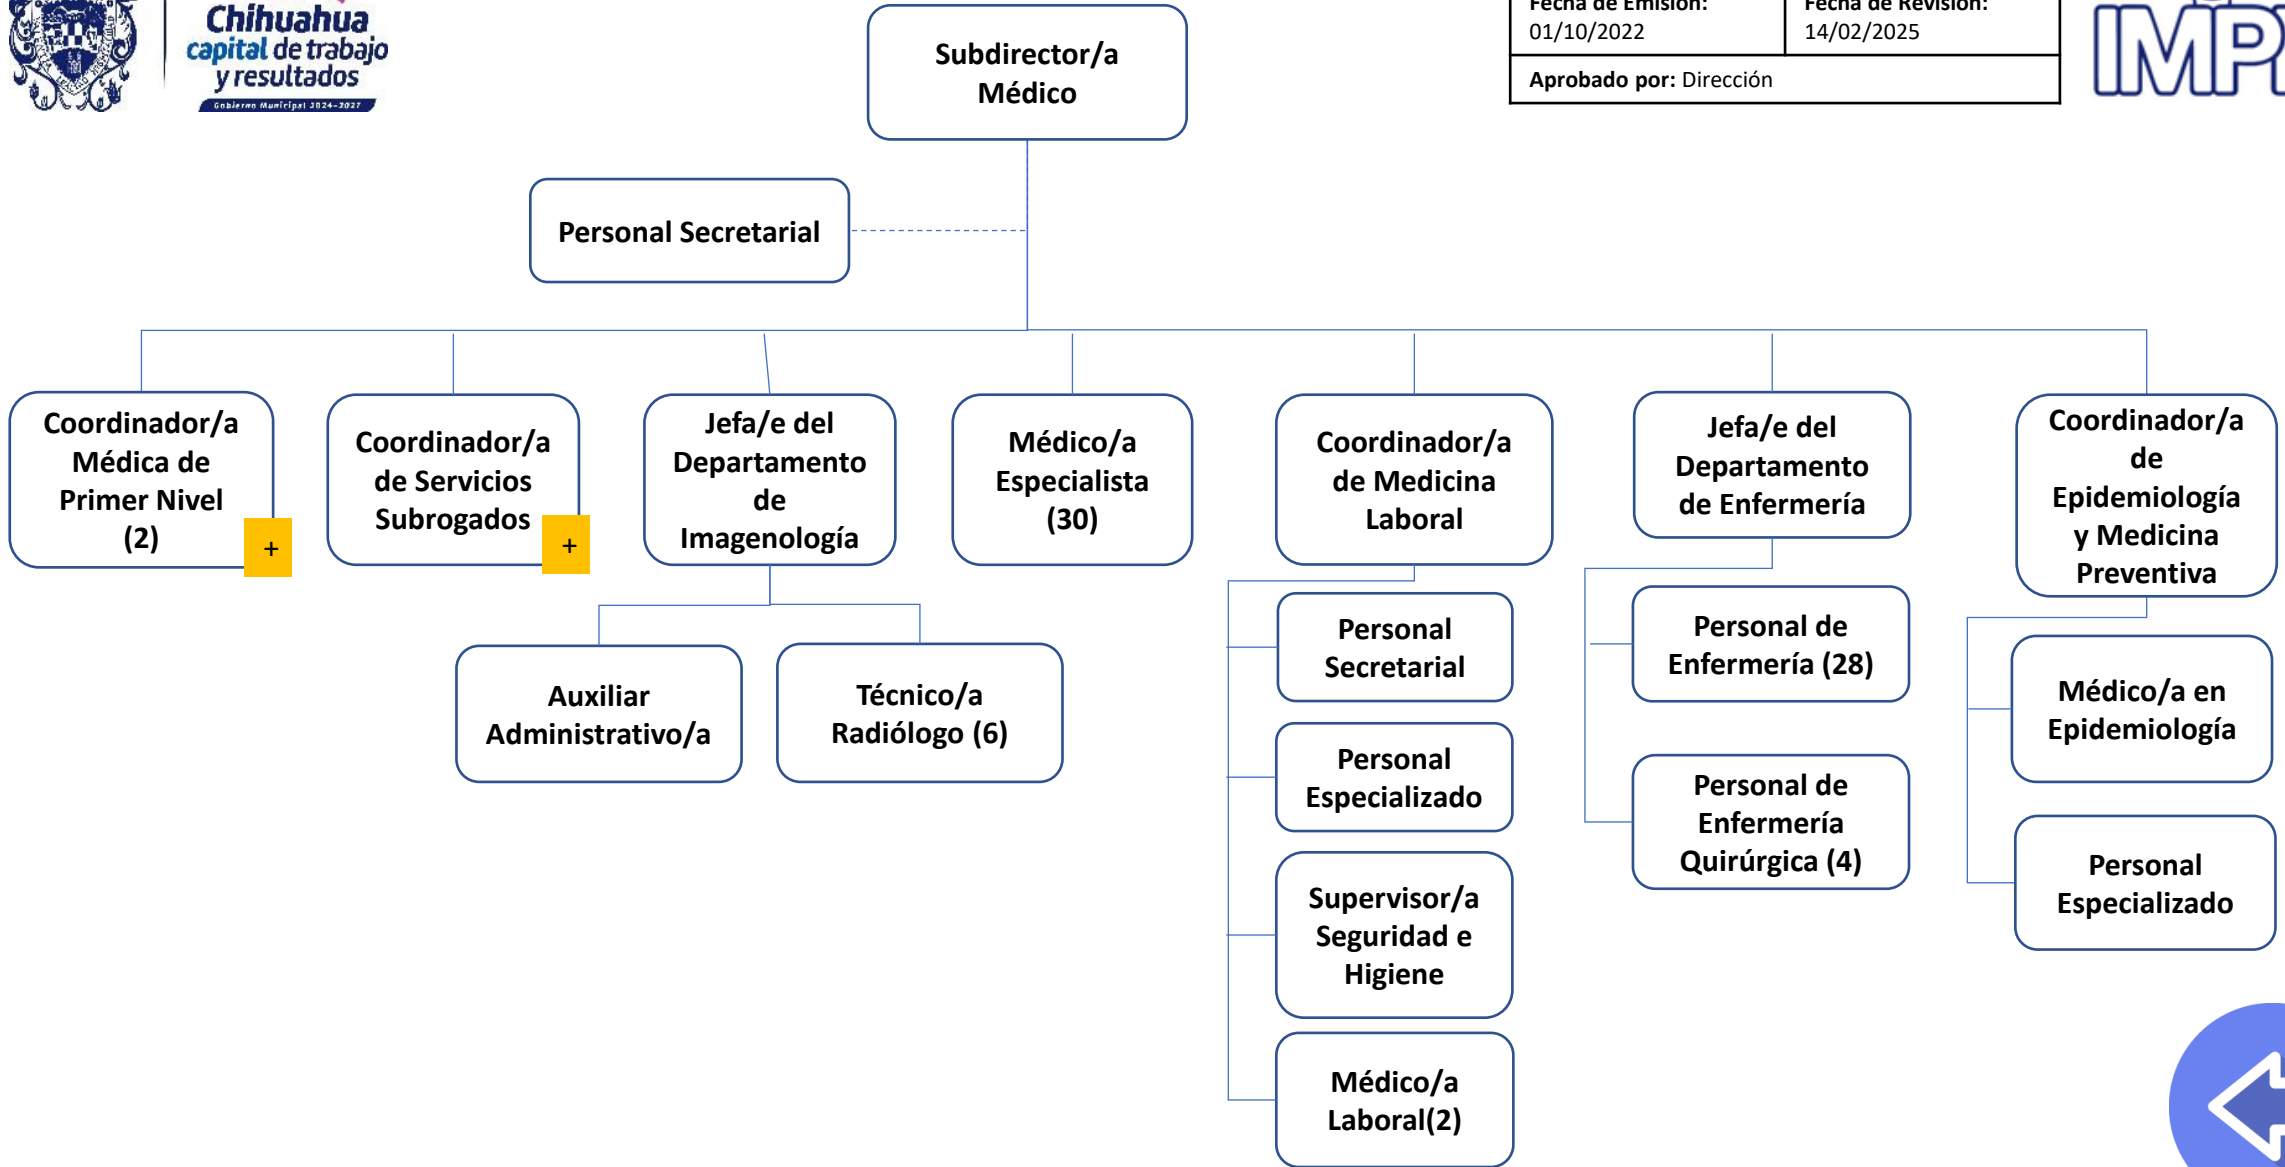 Chihuahua
capital de trabajo
y resultados
Gobierno Municipal 2024-2027
Fecha de Emisión:
01/10/2022
Fecha de Revisión:
14/02/2025
Aprobado por: Dirección
Subdirector/a
Médico
Personal Secretarial
Coordinador/a
Médica de
Primer Nivel
(2)
+
Coordinador/a
de Servicios
Subrogados
+
Jefa/e del
Departamento
de
Imagenología
Médico/a
Especialista
(30)
Coordinador/a
de Medicina
Laboral
Jefa/e del
Departamento
de Enfermería
Coordinador/a
de
Epidemiología
y Medicina
Preventiva
Auxiliar
Administrativo/a
Técnico/a
Radiólogo (6)
Personal
Secretarial
Personal
Especializado
Supervisor/a
Seguridad e
Higiene
Médico/a
Laboral(2)
Personal de
Enfermería (28)
Personal de
Enfermería
Quirúrgica (4)
Médico/a en
Epidemiología
Personal
Especializado